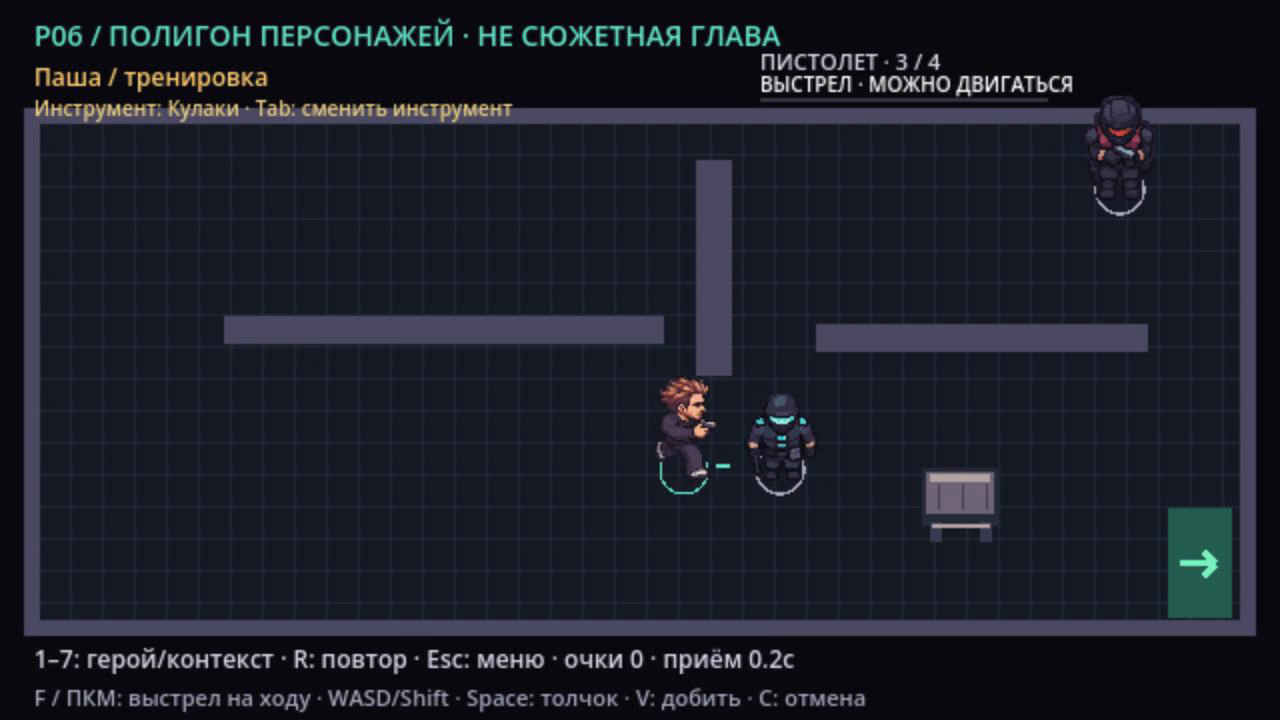 P06 / ПОЛИГОН ПЕРСОНАЖЕЙ · НЕ СЮЖЕТНАЯ ГЛАВА
ПИСТОЛЕТ · 3 / 4
Паша / тренировка
ВЫСТРЕЛ · МОЖНО ДВИГАТЬСЯ
Инструмент: Кулаки · Tab: сменить инструмент
1–7: герой/контекст · R: повтор · Esc: меню · очки 0 · приём 0.2с
F / ПКМ: выстрел на ходу · WASD/Shift · Space: толчок · V: добить · C: отмена